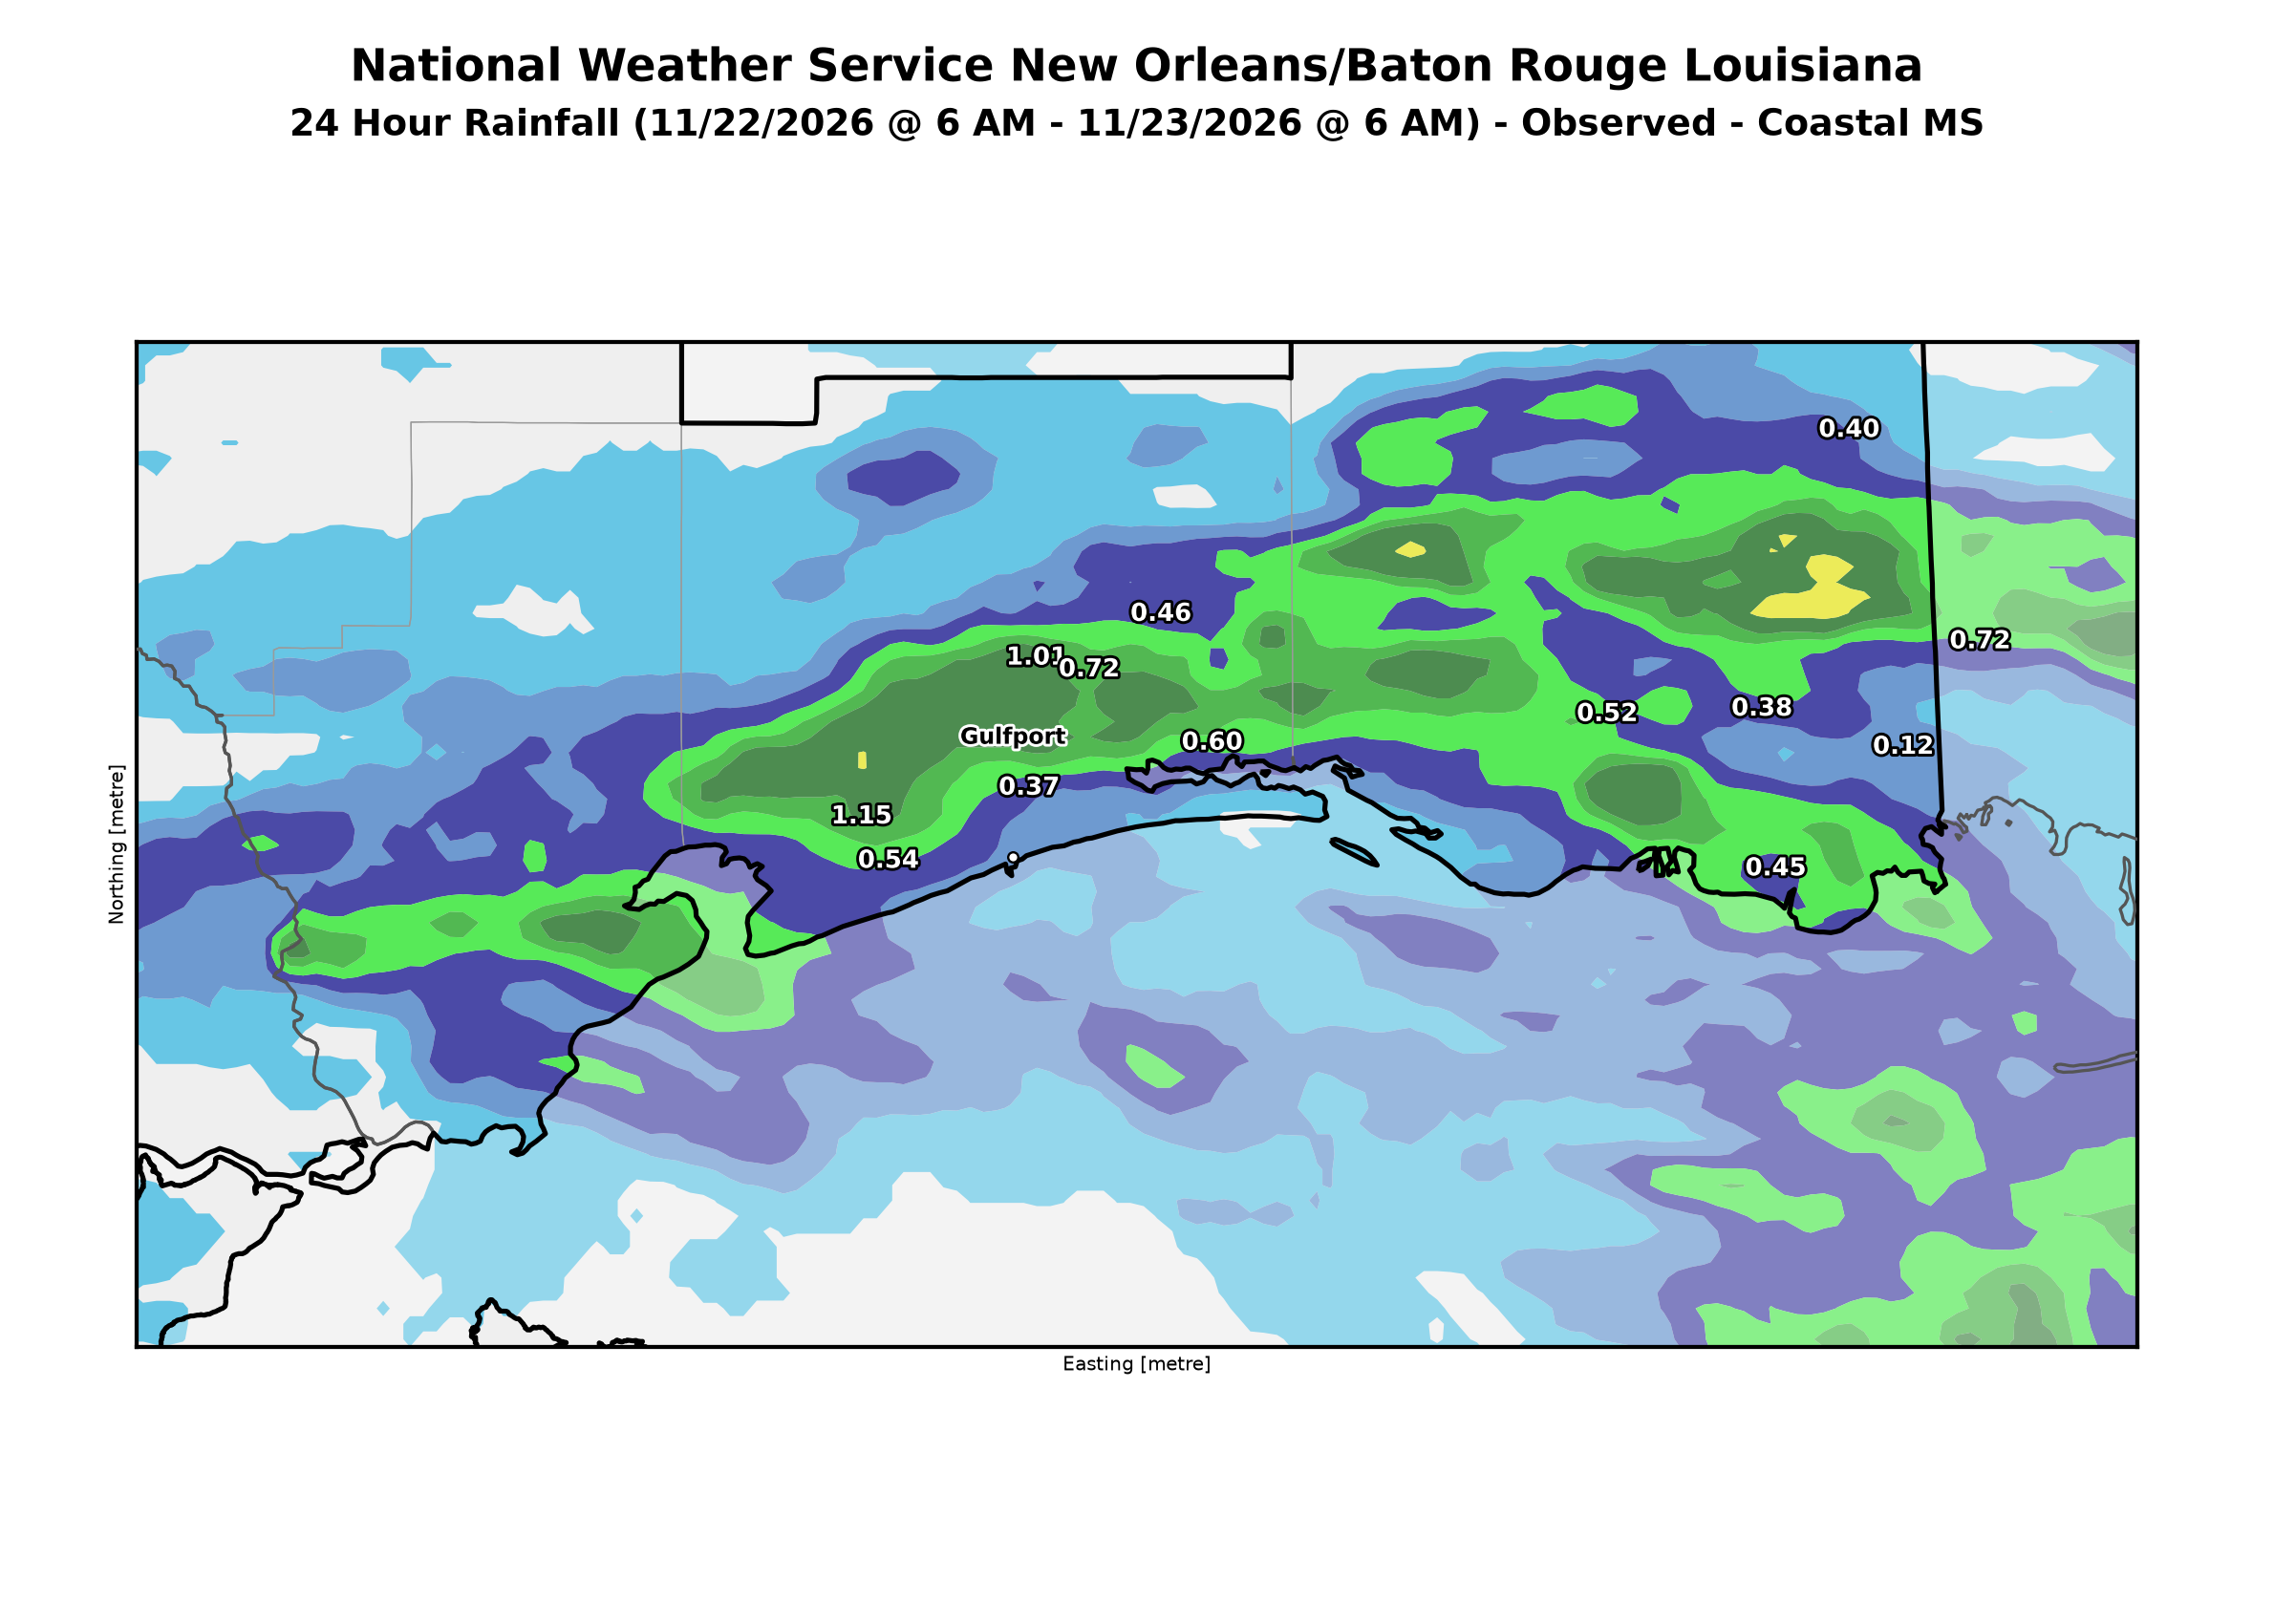 National Weather Service New Orleans/Baton Rouge Louisiana
24 Hour Rainfall (11/22/2026 @ 6 AM - 11/23/2026 @ 6 AM) - Observed - Coastal MS
0.40
0.46
1.01
0.72
0.72
0.52
0.38
Gulfport
0.60
0.12
0.37
1.15
0.54
0.45
Northing [metre]
Easting [metre]